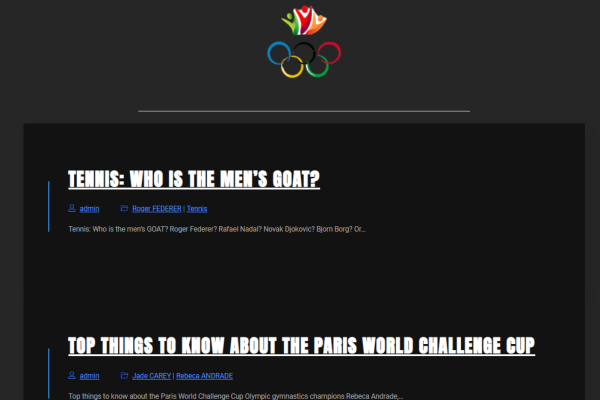 TENNIS: WHO IS THE MEN'S GOAT?
admin Roger FEDERER | Tennis
Tennis: Who is the men's GOAT? Roger Federer? Rafael Nadal? Novak Djokovic? Bjorn Borg? Or...
TOP THINGS TO KNOW ABOUT THE PARIS WORLD CHALLENGE CUP
admin Jade CAREY | Rebeca ANDRADE
Top things to know about the Paris World Challenge Cup Olympic gymnastics champions Rebeca Andrade,...